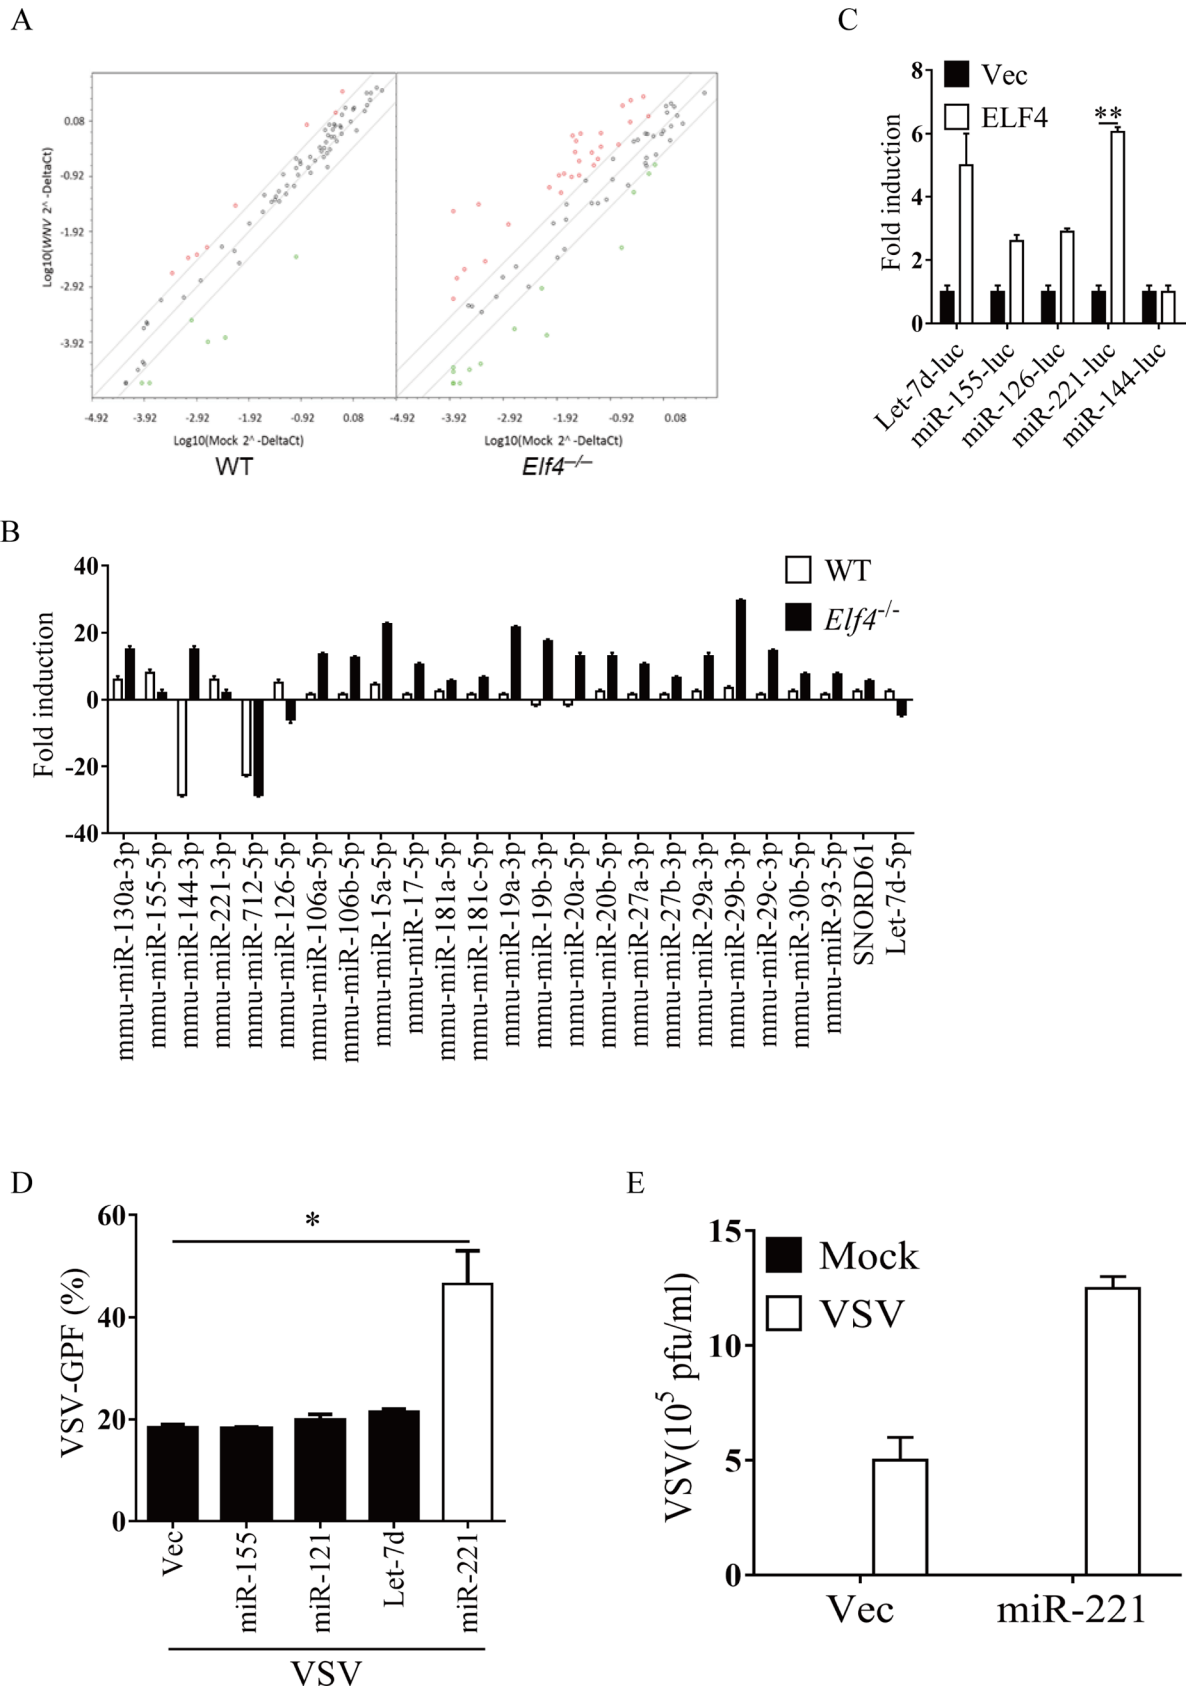 A
Log10(WNV 2^ -DeltaCt)
0.08
-0.92
-1.92
-2.92
-3.92
-4.92 -3.92 -2.92 -1.92 -0.92 0.08
-4.92 -3.92 -2.92 -1.92 -0.92 0.08
Log10(Mock 2^ -DeltaCt)
Log10(Mock 2^ -DeltaCt)
WT
Elf4–/–
C
Fold induction
8
6
4
2
0
Vec
ELF4
**
Let-7d-luc
miR-155-luc
miR-126-luc
miR-221-luc
miR-144-luc
B
Fold induction
40
20
0
-20
-40
WT
Elf4-/-
mmu-miR-130a-3p
mmu-miR-155-5p
mmu-miR-144-3p
mmu-miR-221-3p
mmu-miR-712-5p
mmu-miR-126-5p
mmu-miR-106a-5p
mmu-miR-106b-5p
mmu-miR-15a-5p
mmu-miR-17-5p
mmu-miR-181a-5p
mmu-miR-181c-5p
mmu-miR-19a-3p
mmu-miR-19b-3p
mmu-miR-20a-5p
mmu-miR-20b-5p
mmu-miR-27a-3p
mmu-miR-27b-3p
mmu-miR-29a-3p
mmu-miR-29b-3p
mmu-miR-29c-3p
mmu-miR-30b-5p
mmu-miR-93-5p
SNORD61
Let-7d-5p
D
VSV-GPF (%)
60
40
20
0
*
Vec
miR-155
miR-121
Let-7d
miR-221
VSV
E
VSV(10⁵ pfu/ml)
15
10
5
0
Mock
VSV
Vec
miR-221